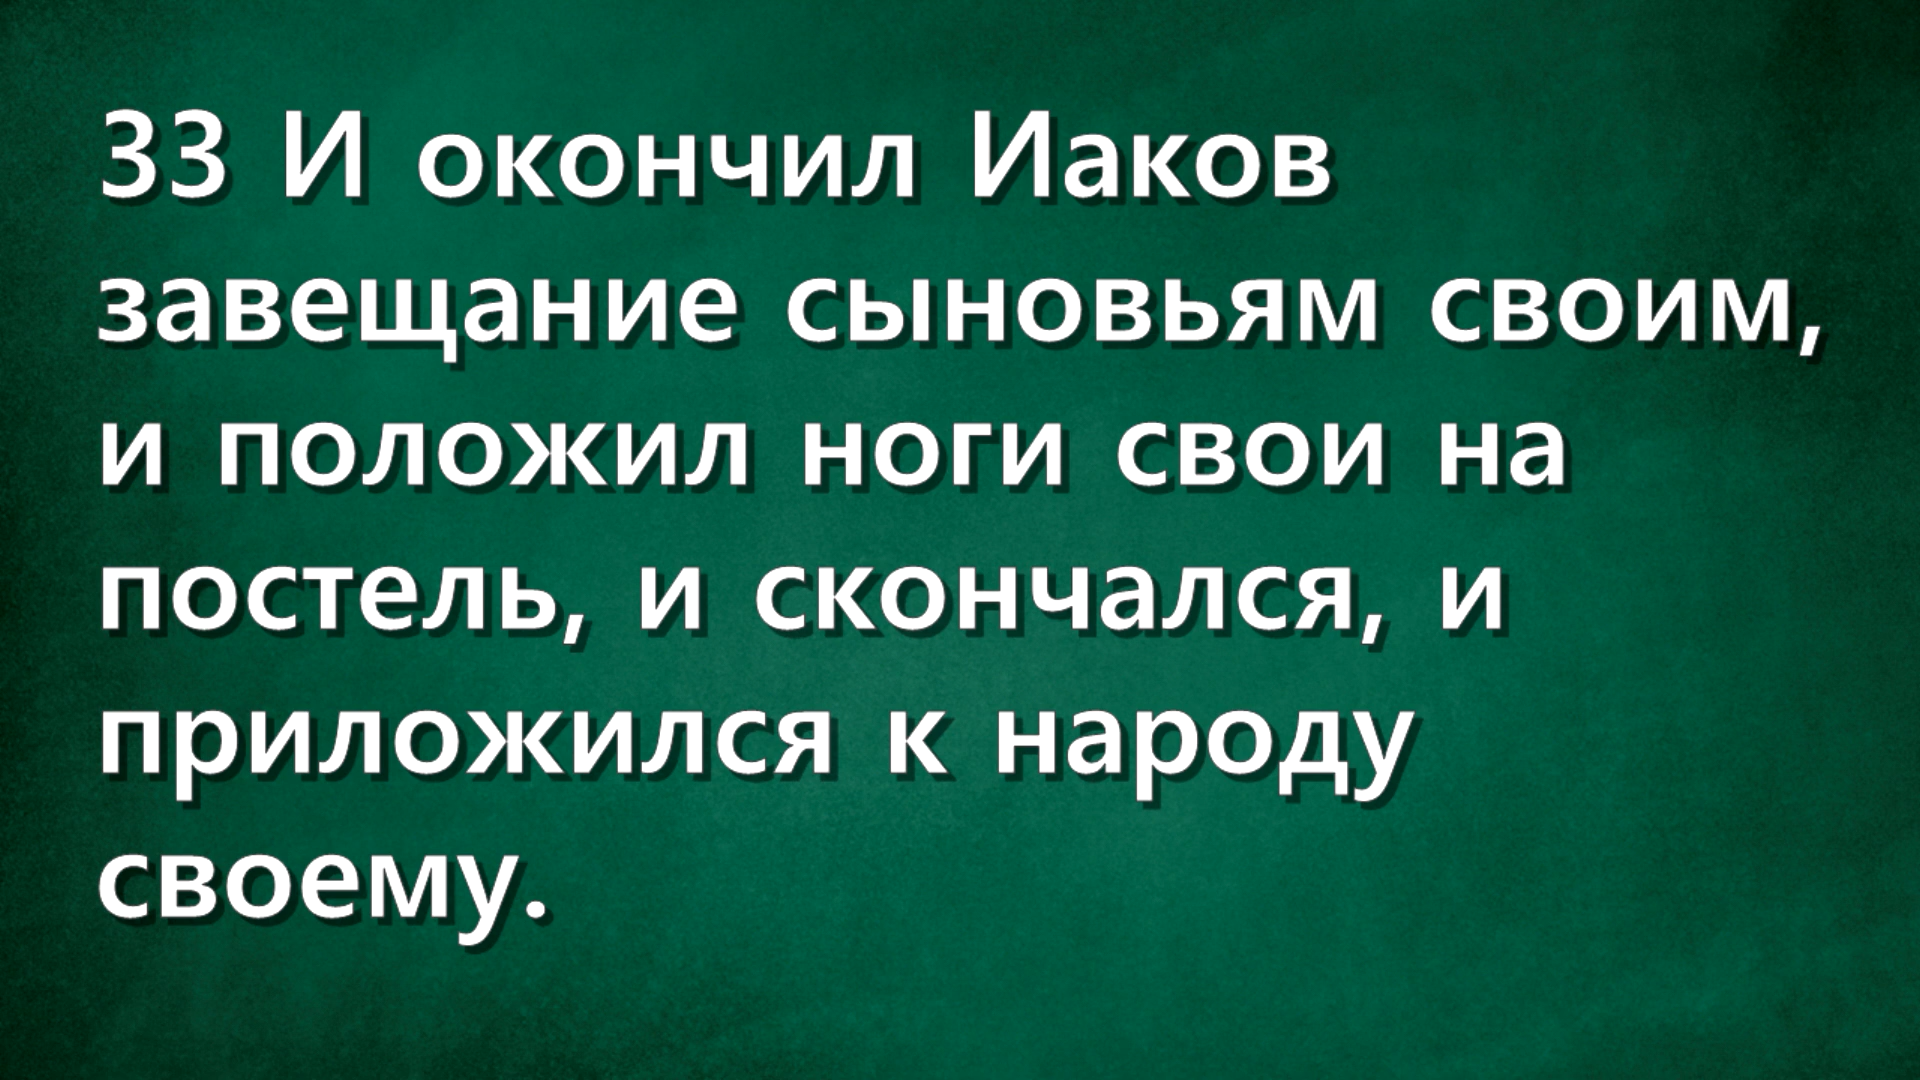 33 И окончил Иаков
завещание сыновьям своим,
и положил ноги свои на
постель, и скончался, и
приложился к народу
своему.